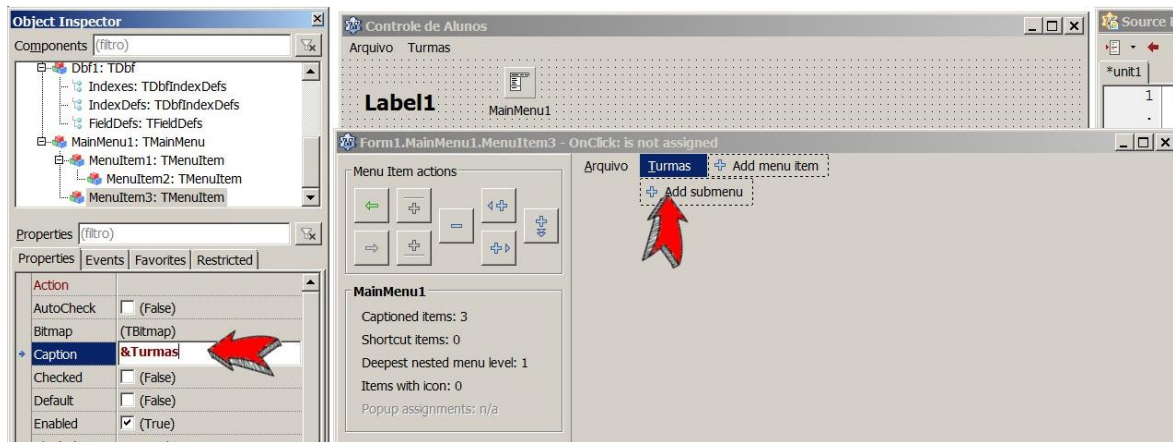 Object Inspector
Components (filtro)
Dbf1: TDbf
Indexes: TDbfIndexDefs
IndexDefs: TDbfIndexDefs
FieldDefs: TFieldDefs
MainMenu1: TMainMenu
MenuItem1: TMenuItem
MenuItem2: TMenuItem
MenuItem3: TMenuItem
Properties (filtro)
Properties Events Favorites Restricted
Action
AutoCheck (False)
Bitmap (TBitmap)
Caption &Turmas
Checked (False)
Default (False)
Enabled (True)
Controle de Alunos
Arquivo Turmas
Label1
MainMenu1
Source
*unit1
1
.
Form1.MainMenu1.MenuItem3 - OnClick: is not assigned
Menu Item actions
MainMenu1
Captioned items: 3
Shortcut items: 0
Deepest nested menu level: 1
Items with icon: 0
Popup assignments: n/a
Arquivo Turmas Add menu item
Add submenu